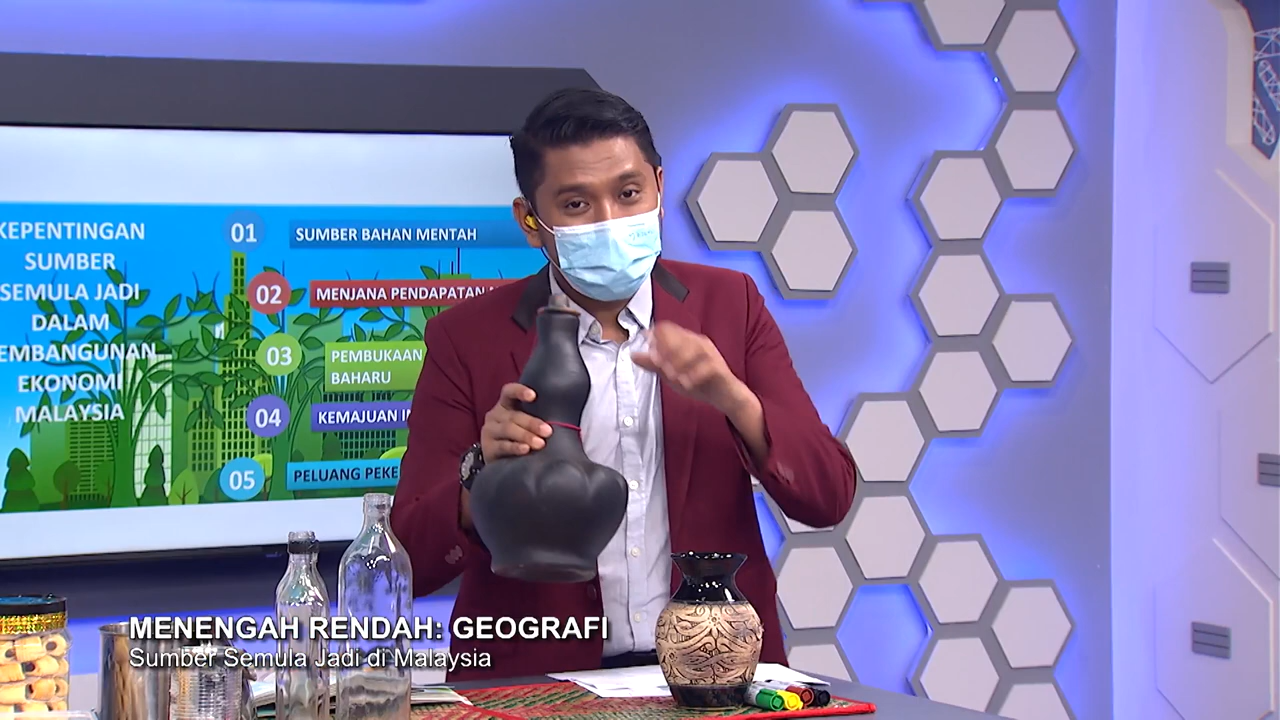 KEPENTINGAN
SUMBER
SEMULA JADI
DALAM
EMBANGUNAN
EKONOMI
MALAYSIA
01 SUMBER BAHAN MENTAH
02 MENJANA PENDAPATAN
03 PEMBUKAAN
BAHARU
04 KEMAJUAN IN
05 PELUANG PEKE
MENENGAH RENDAH: GEOGRAFI
Sumber Semula Jadi di Malaysia